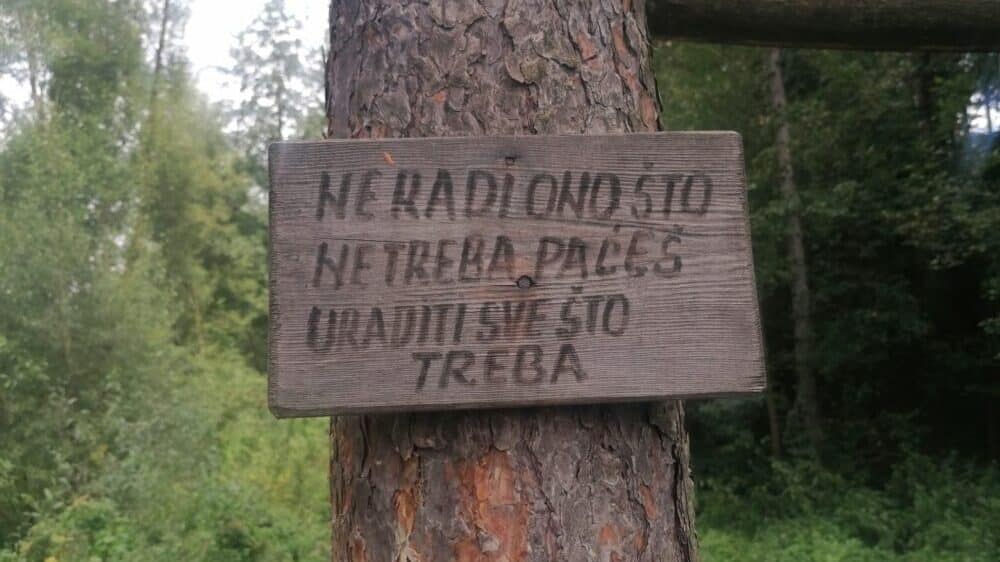 NE RADI ONO ŠTO
NE TREBA PA ĆEŠ
URADITI SVE ŠTO
TREBA